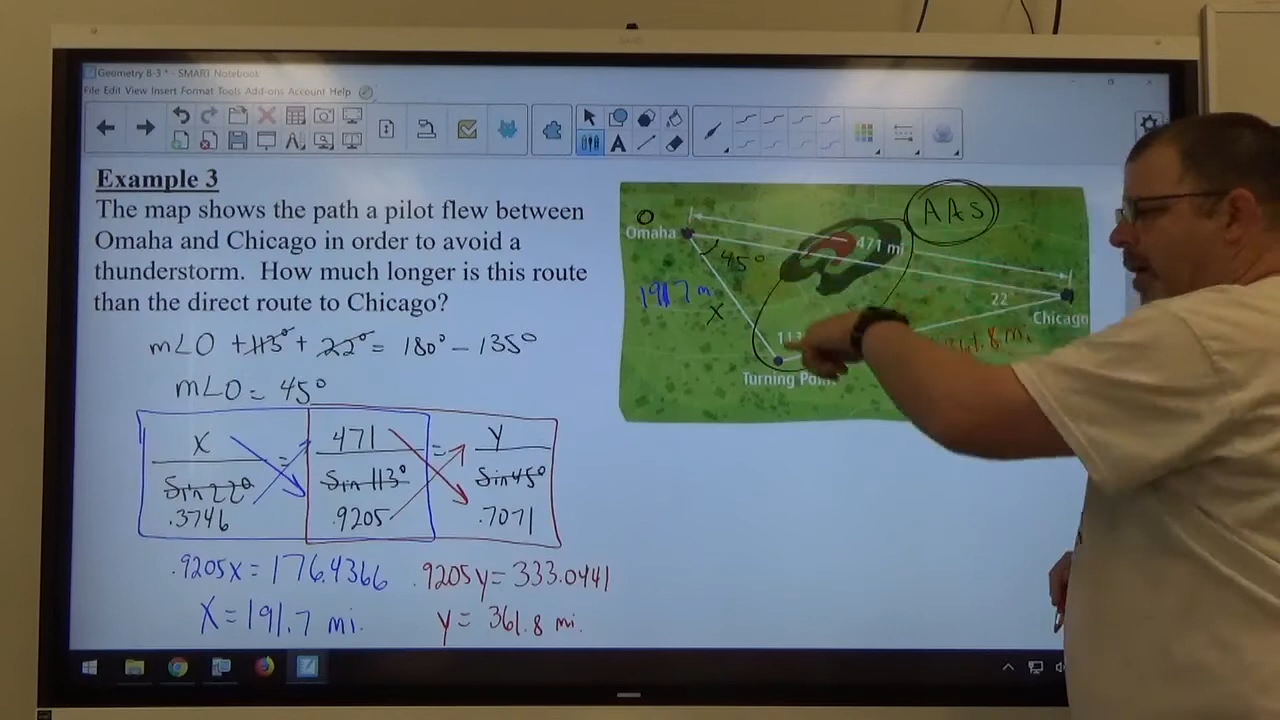 Geometry 8-3 * - SMART Notebook
File Edit View Insert Format Tools Add-ons Account Help
Example 3
The map shows the path a pilot flew between
Omaha and Chicago in order to avoid a
thunderstorm. How much longer is this route
than the direct route to Chicago?
O
Omaha
AAS
471 mi
45°
22°
Chicago
191.7 m
X
113
Turning Po
1.8 mi
m∠O + 113° + 22° = 180° - 135°
m∠O = 45°
X = 471 = Y
Sin 22° Sin 113° Sin 45°
.3746 .9205 .7071
.9205x = 176.4366 .9205y = 333.0441
X = 191.7 mi. y = 361.8 mi.